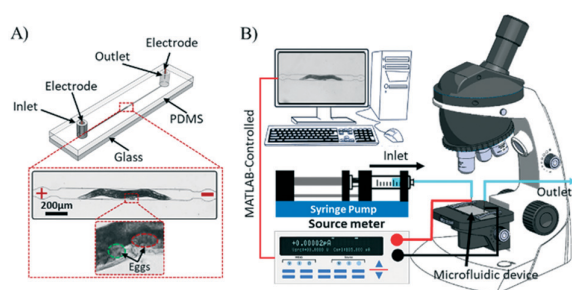 A)
Electrode
Outlet
Electrode
Inlet
PDMS
Glass
+
200μm
Eggs
B)
MATLAB-Controlled
Inlet
Outlet
Syringe Pump
Source meter
Microfluidic device